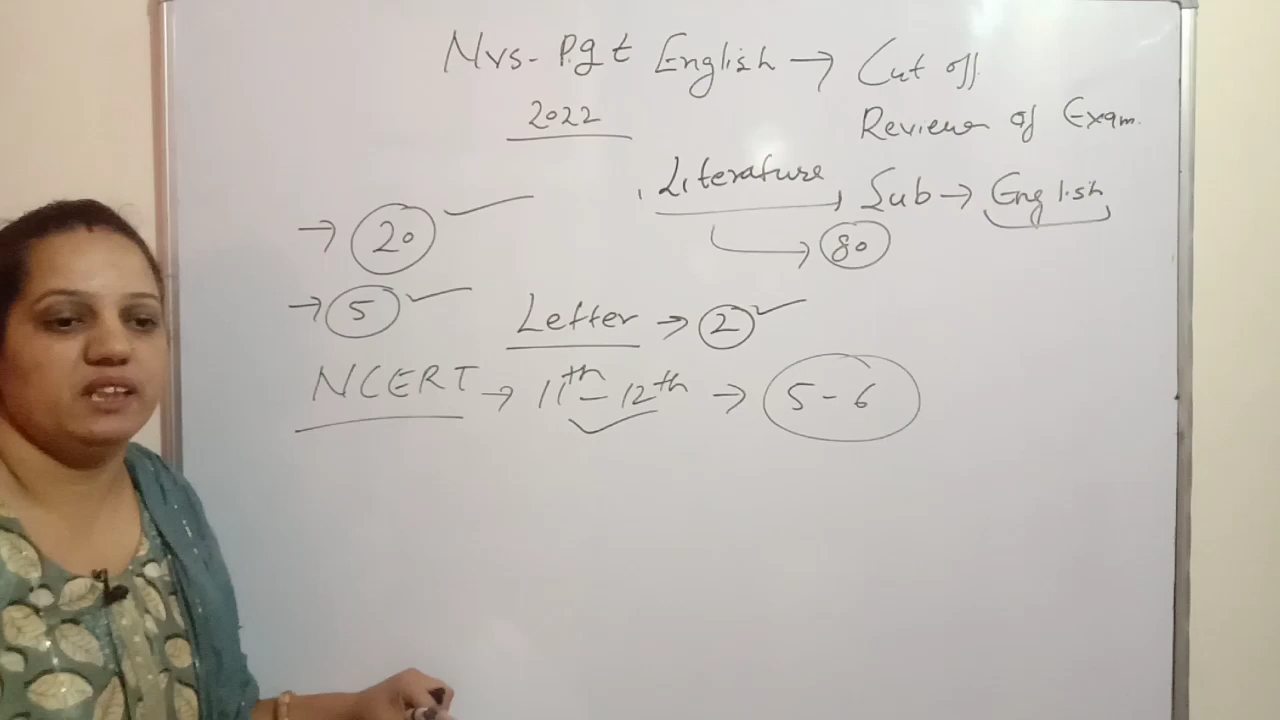 Nvs- P.g t English → Cut off
2022
Review of Exam.
Literature, Sub → English
→ 80
→ 20
→ 5
Letter → 2
NCERT → 11th - 12th → 5 - 6